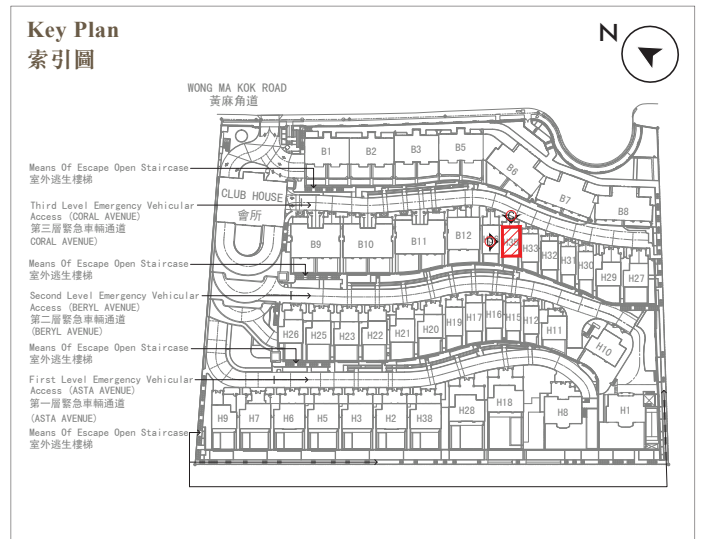 Key Plan
索引圖
N
WONG MA KOK ROAD
黃麻角道
Means Of Escape Open Staircase
室外逃生樓梯
CLUB HOUSE
會所
Third Level Emergency Vehicular
Access (CORAL AVENUE)
第三層緊急車輛通道
CORAL AVENUE)
Means Of Escape Open Staircase
室外逃生樓梯
Second Level Emergency Vehicular
Access (BERYL AVENUE)
第二層緊急車輛通道
(BERYL AVENUE)
Means Of Escape Open Staircase
室外逃生樓梯
First Level Emergency Vehicular
Access (ASTA AVENUE)
第一層緊急車輛通道
(ASTA AVENUE)
Means Of Escape Open Staircase
室外逃生樓梯
B1 B2 B3 B5
B6
B7
B8
B9 B10 B11 B12
H33
H32
H31
H30
H29 H27
H26 H25 H23 H22 H21 H20 H19 H17 H16 H15 H12 H11
H10
H9 H7 H6 H5 H3 H2 H38 H28 H18 H8 H1